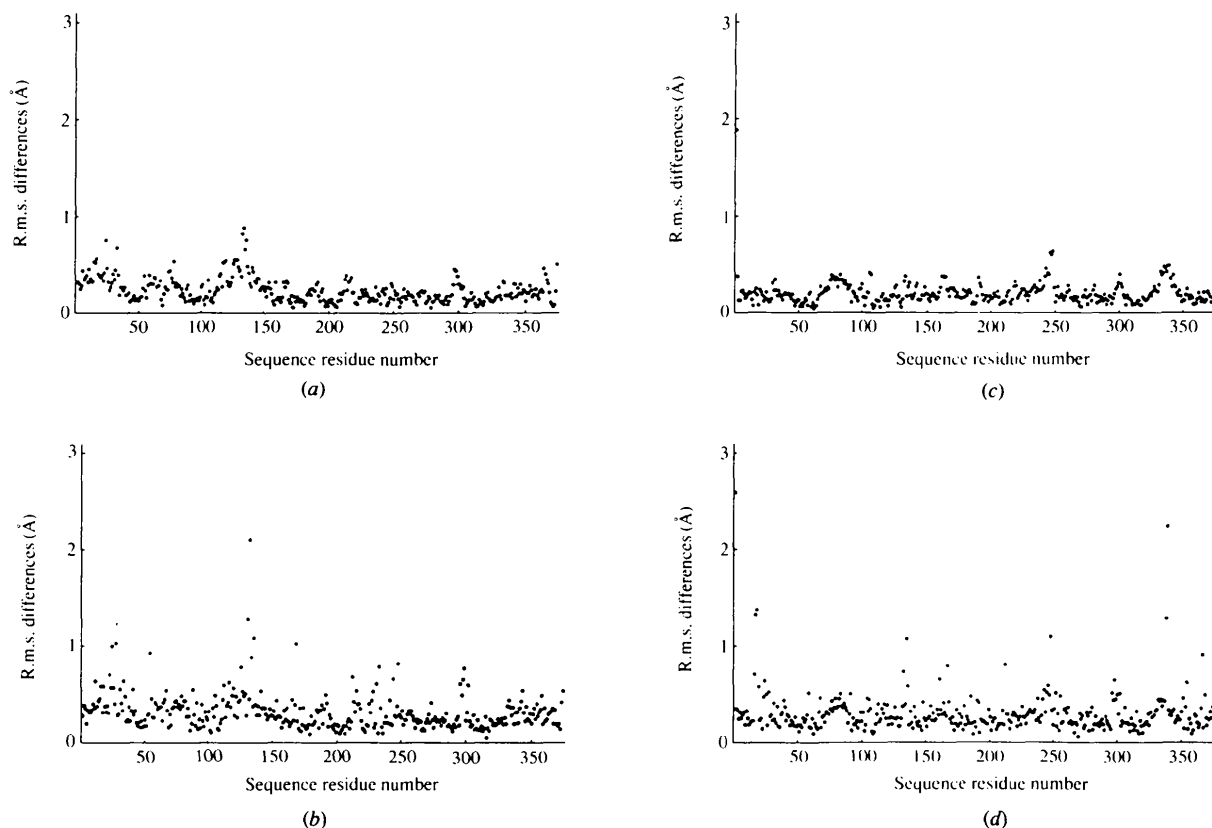 R.m.s. differences (Å)
3
2
1
0
50 100 150 200 250 300 350
Sequence residue number
(a)
R.m.s. differences (Å)
3
2
1
0
50 100 150 200 250 300 350
Sequence residue number
(c)
R.m.s. differences (Å)
3
2
1
0
50 100 150 200 250 300 350
Sequence residue number
(b)
R.m.s. differences (Å)
3
2
1
0
50 100 150 200 250 300 350
Sequence residue number
(d)